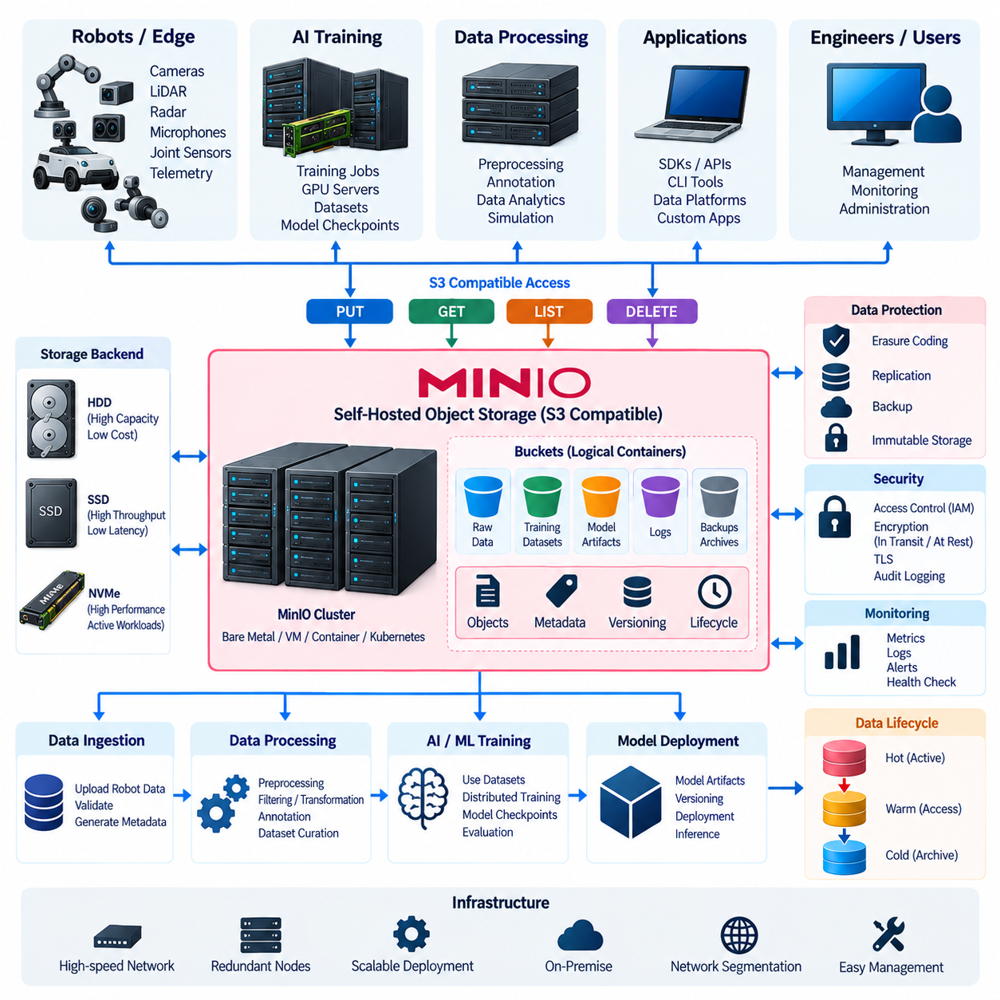 Robots / Edge
Cameras
LiDAR
Radar
Microphones
Joint Sensors
Telemetry
AI Training
Training Jobs
GPU Servers
Datasets
Model Checkpoints
Data Processing
Preprocessing
Annotation
Data Analytics
Simulation
Applications
SDKs / APIs
CLI Tools
Data Platforms
Custom Apps
Engineers / Users
Management
Monitoring
Administration
S3 Compatible Access
PUT
GET
LIST
DELETE
Storage Backend
HDD
(High Capacity
Low Cost)
SSD
SSD
(High Throughput
Low Latency)
NVMe
(High Performance
Active Workloads)
MINIO
Self-Hosted Object Storage (S3 Compatible)
MinIO Cluster
Bare Metal / VM / Container / Kubernetes
Buckets (Logical Containers)
Raw
Data
Training
Datasets
Model
Artifacts
Logs
Backups
Archives
Objects
Metadata
Versioning
Lifecycle
Data Protection
Erasure Coding
Replication
Backup
Immutable Storage
Security
Access Control (IAM)
Encryption
(In Transit / At Rest)
TLS
Audit Logging
Monitoring
Metrics
Logs
Alerts
Health Check
Data Ingestion
Upload Robot Data
Validate
Generate Metadata
Data Processing
Preprocessing
Filtering / Transformation
Annotation
Dataset Curation
AI / ML Training
Use Datasets
Distributed Training
Model Checkpoints
Evaluation
Model Deployment
Model Artifacts
Versioning
Deployment
Inference
Data Lifecycle
Hot (Active)
Warm (Access)
Cold (Archive)
Infrastructure
High-speed Network
Redundant Nodes
Scalable Deployment
On-Premise
Network Segmentation
Easy Management